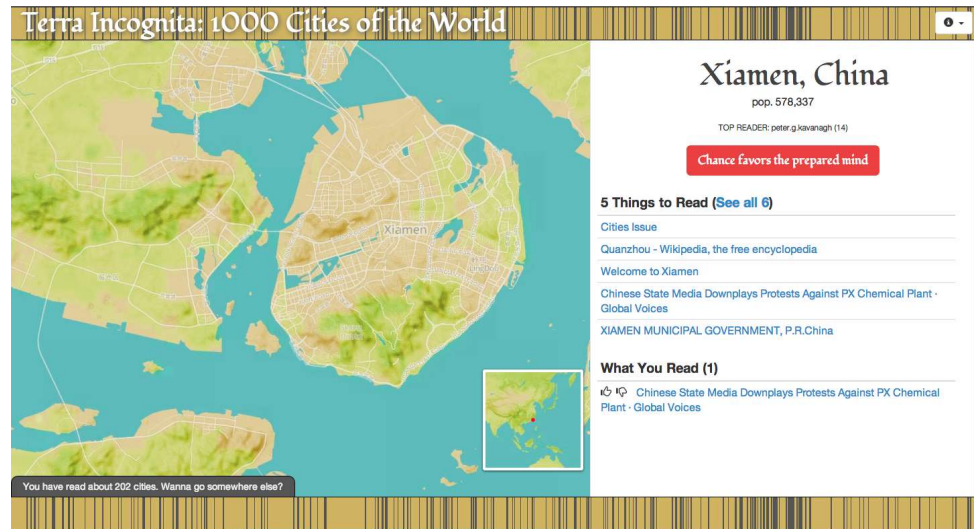 Terra Incognita: 1000 Cities of the World
Xiamen
Xiamen, China
pop. 578,337
TOP READER: peter.g.kavanagh (14)
Chance favors the prepared mind
5 Things to Read (See all 6)
Cities Issue
Quanzhou - Wikipedia, the free encyclopedia
Welcome to Xiamen
Chinese State Media Downplays Protests Against PX Chemical Plant ·
Global Voices
XIAMEN MUNICIPAL GOVERNMENT, P.R.China
What You Read (1)
Chinese State Media Downplays Protests Against PX Chemical
Plant · Global Voices
You have read about 202 cities. Wanna go somewhere else?